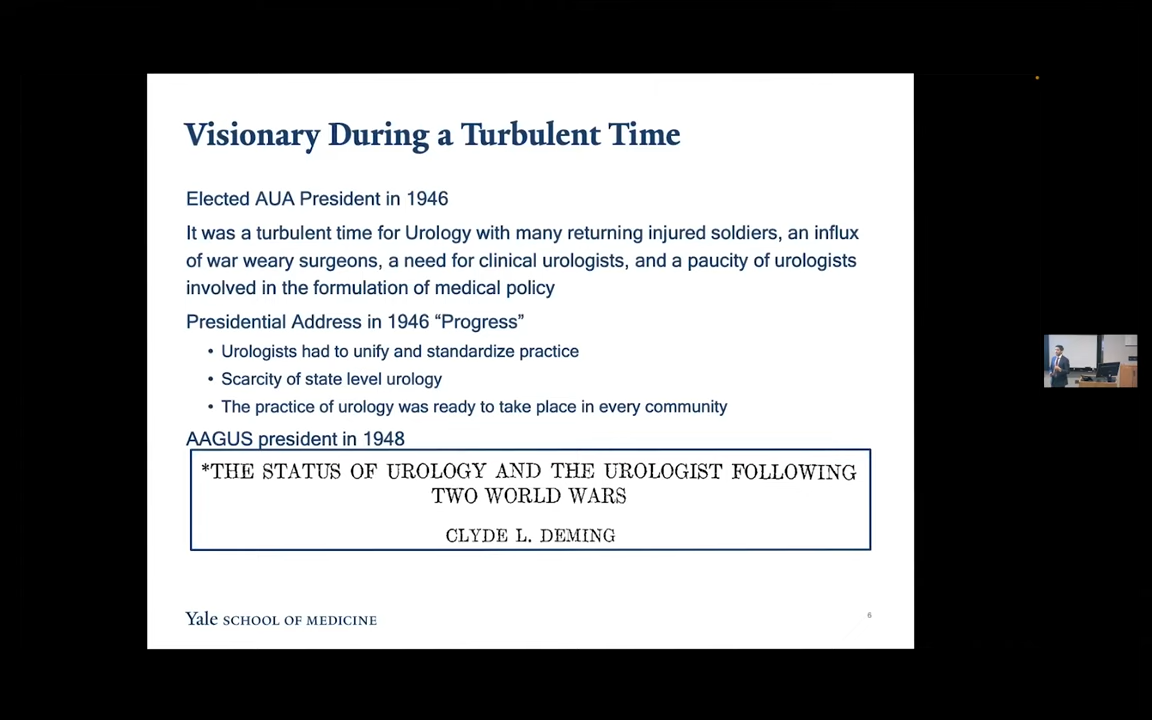 Visionary During a Turbulent Time
Elected AUA President in 1946
It was a turbulent time for Urology with many returning injured soldiers, an influx
of war weary surgeons, a need for clinical urologists, and a paucity of urologists
involved in the formulation of medical policy
Presidential Address in 1946 “Progress”
• Urologists had to unify and standardize practice
• Scarcity of state level urology
• The practice of urology was ready to take place in every community
AAGUS president in 1948
*THE STATUS OF UROLOGY AND THE UROLOGIST FOLLOWING
TWO WORLD WARS
CLYDE L. DEMING
Yale SCHOOL OF MEDICINE
6